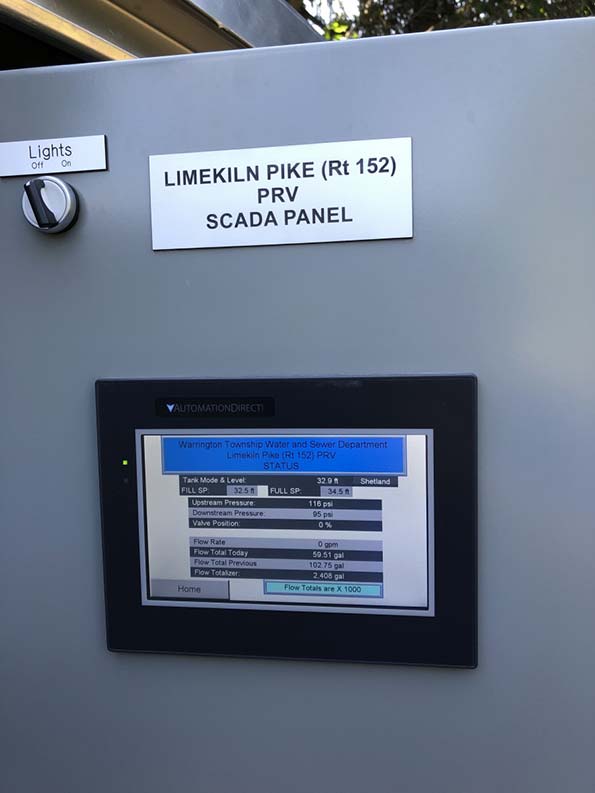 Lights
Off On
LIMEKILN PIKE (Rt 152)
PRV
SCADA PANEL
AUTOMATIONDIRECT
Warrington Township Water and Sewer Department
Limekiln Pike (Rt 152) PRV
STATUS
Tank Mode & Level: 32.9 ft Shetland
FILL SP: 32.5 ft FULL SP: 34.5 ft
Upstream Pressure: 116 psi
Downstream Pressure: 95 psi
Valve Position: 0 %
Flow Rate 0 gpm
Flow Total Today 59.51 gal
Flow Total Previous 102.75 gal
Flow Totalizer: 2,408 gal
Home Flow Totals are X 1000